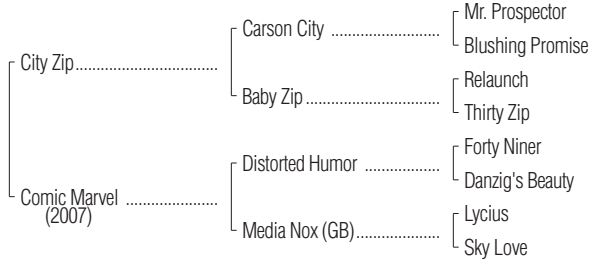 Mr. Prospector
Carson City
Blushing Promise
City Zip
Relaunch
Baby Zip
Thirty Zip
Forty Niner
Distorted Humor
Danzig's Beauty
Comic Marvel
(2007)
Lycius
Media Nox (GB)
Sky Love